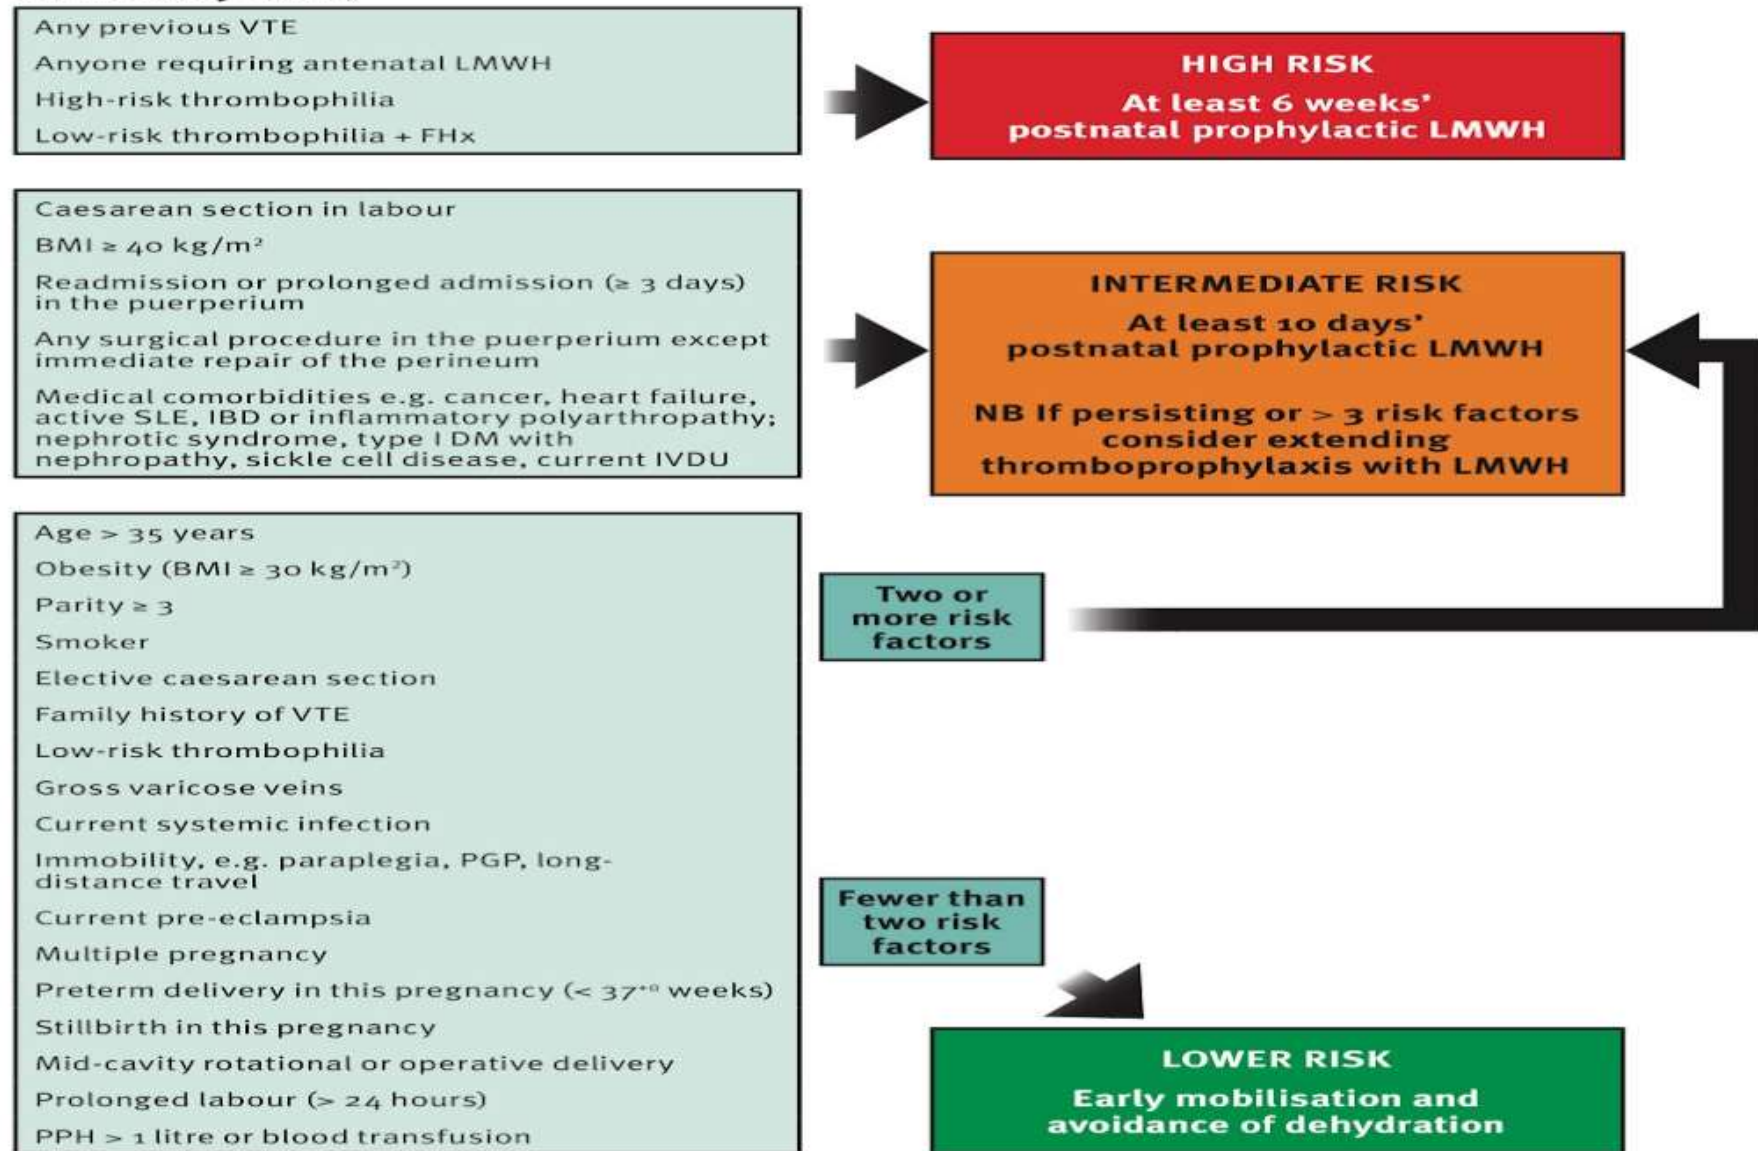 Any previous VTE
Anyone requiring antenatal LMWH
High-risk thrombophilia
Low-risk thrombophilia + FHx
HIGH RISK
At least 6 weeks'
postnatal prophylactic LMWH
Caesarean section in labour
BMI ≥ 40 kg/m²
Readmission or prolonged admission (≥ 3 days)
in the puerperium
Any surgical procedure in the puerperium except
immediate repair of the perineum
Medical comorbidities e.g. cancer, heart failure,
active SLE, IBD or inflammatory polyarthropathy;
nephrotic syndrome, type I DM with
nephropathy, sickle cell disease, current IVDU
INTERMEDIATE RISK
At least 10 days'
postnatal prophylactic LMWH
NB If persisting or > 3 risk factors
consider extending
thromboprophylaxis with LMWH
Age > 35 years
Obesity (BMI ≥ 30 kg/m²)
Parity ≥ 3
Smoker
Elective caesarean section
Family history of VTE
Low-risk thrombophilia
Gross varicose veins
Current systemic infection
Immobility, e.g. paraplegia, PGP, long-
distance travel
Current pre-eclampsia
Multiple pregnancy
Preterm delivery in this pregnancy (< 37⁺⁰ weeks)
Stillbirth in this pregnancy
Mid-cavity rotational or operative delivery
Prolonged labour (> 24 hours)
PPH > 1 litre or blood transfusion
Two or
more risk
factors
Fewer than
two risk
factors
LOWER RISK
Early mobilisation and
avoidance of dehydration